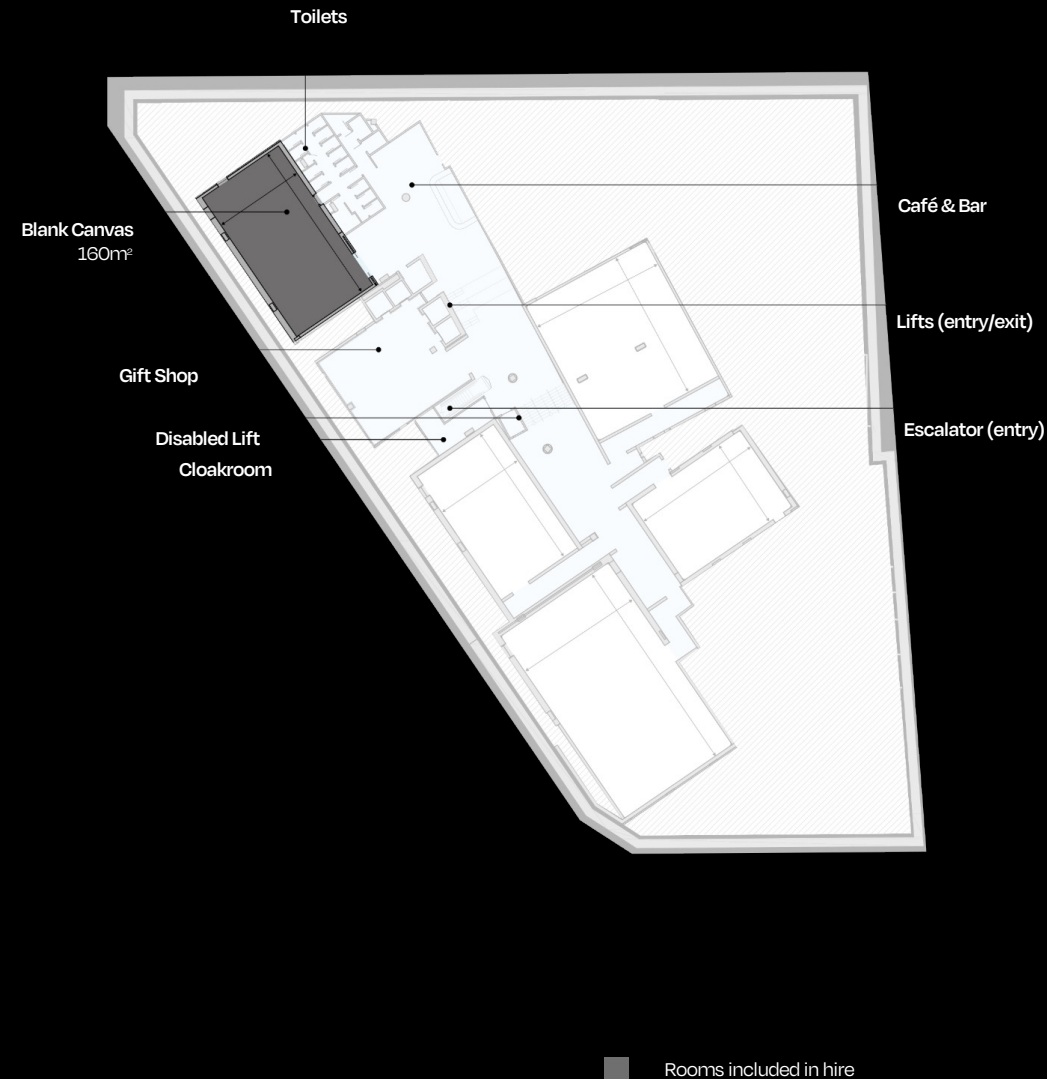 Toilets
Café & Bar
Blank Canvas
160m²
Lifts (entry/exit)
Gift Shop
Escalator (entry)
Disabled Lift
Cloakroom
Rooms included in hire